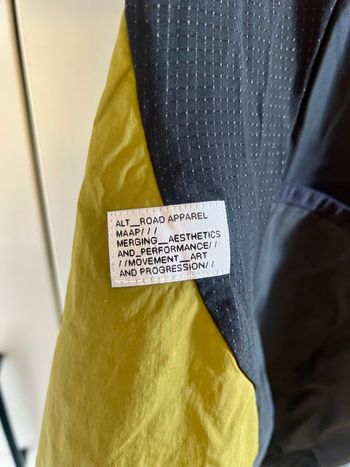 ALT__ROAD APPAREL
MAAP///
MERGING__AESTHETICS
AND_PERFORMANCE//
//MOVEMENT__ART
AND PROGRESSION//